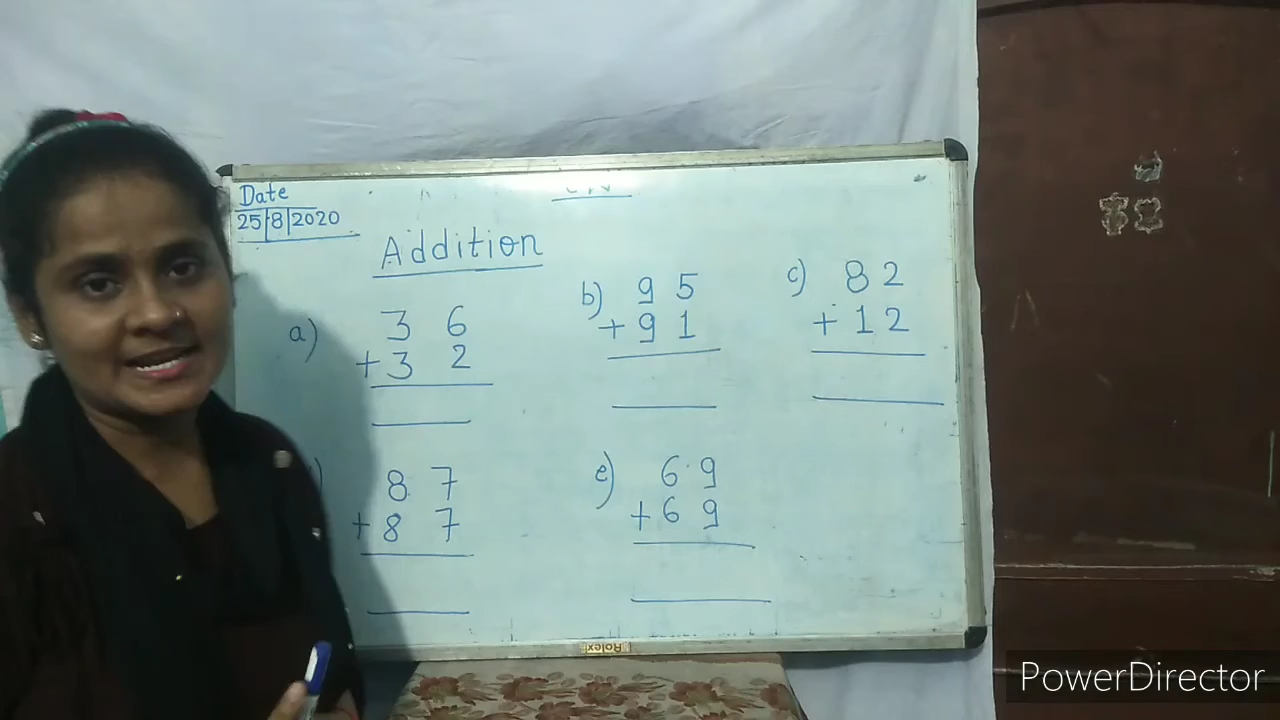 Date
25|8|2020
Addition
a) 3 6
+ 3 2
b) 9 5
+ 9 1
c) 8 2
+ 1 2
8 7
+ 8 7
e) 6 9
+ 6 9
Rolex
PowerDirector